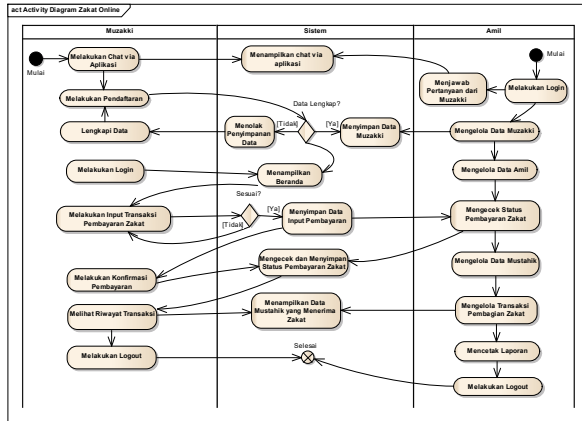 act Activity Diagram Zakat Online
Muzakki
Sistem
Amil
Mulai
Melakukan Chat via
Aplikasi
Menampilkan chat via
aplikasi
Mulai
Menjawab
Pertanyaan dari
Muzakki
Melakukan Login
Melakukan Pendaftaran
Data Lengkap?
Lengkapi Data
Menolak
Penyimpanan
Data
[Tidak]
[Ya]
Menyimpan Data
Muzakki
Mengelola Data Muzakki
Melakukan Login
Menampilkan
Beranda
Mengelola Data Amil
Sesuai?
Melakukan Input Transaksi
Pembayaran Zakat
[Ya]
[Tidak]
Menyimpan Data
Input Pembayaran
Mengecek Status
Pembayaran Zakat
Melakukan Konfirmasi
Pembayaran
Mengecek dan Menyimpan
Status Pembayaran Zakat
Mengelola Data Mustahik
Melihat Riwayat Transaksi
Menampilkan Data
Mustahik yang Menerima
Zakat
Mengelola Transaksi
Pembagian Zakat
Melakukan Logout
Selesai
Mencetak Laporan
Melakukan Logout